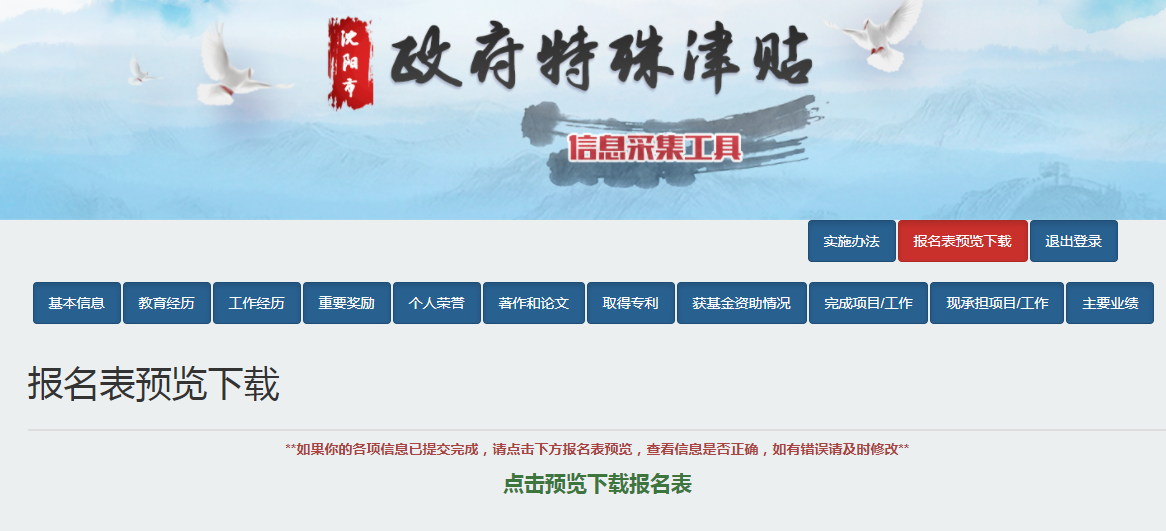 沈阳市
政府特殊津贴
信息采集工具
实施办法 报名表预览下载 退出登录
基本信息 教育经历 工作经历 重要奖励 个人荣誉 著作和论文 取得专利 获基金资助情况 完成项目/工作 现承担项目/工作 主要业绩
报名表预览下载
**如果你的各项信息已提交完成，请点击下方报名表预览，查看信息是否正确，如有错误请及时修改**
点击预览下载报名表